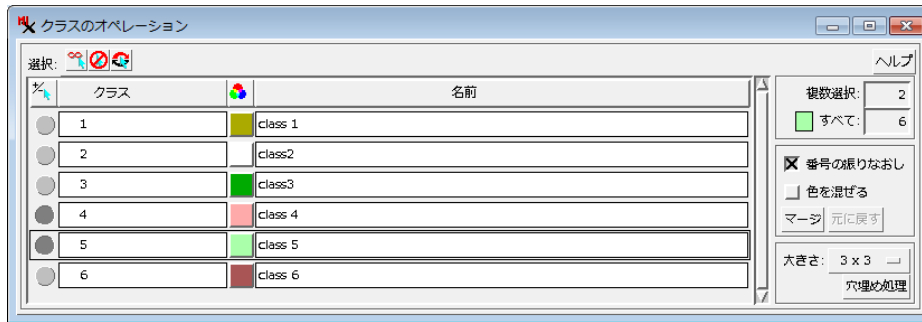 クラスのオペレーション
選択:
ヘルプ
+/- クラス 名前
1 class 1
2 class2
3 class3
4 class 4
5 class 5
6 class 6
複数選択: 2
すべて: 6
番号の振りなおし
色を混ぜる
マージ 元に戻す
大きさ: 3 x 3
穴埋め処理